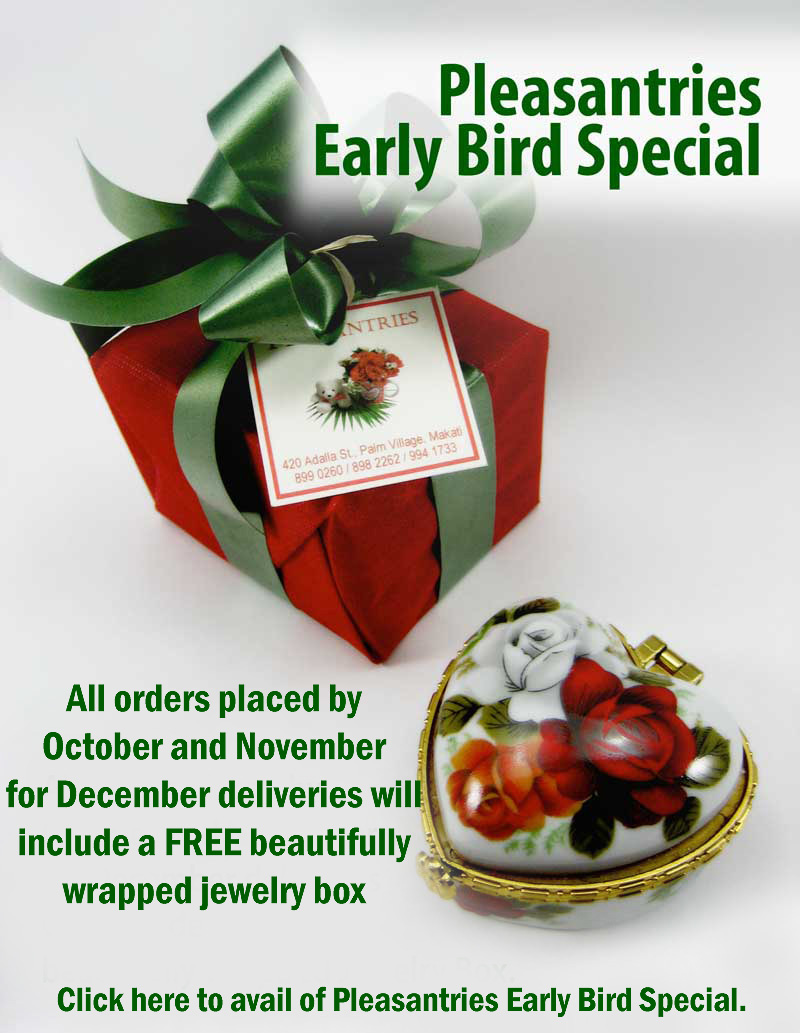 Pleasantries
Early Bird Special
ANTRIES
420 Adalla St., Palm Village, Makati
899 0260 / 898 2262 / 994 1733
All orders placed by
October and November
for December deliveries will
include a FREE beautifully
wrapped jewelry box
Click here to avail of Pleasantries Early Bird Special.